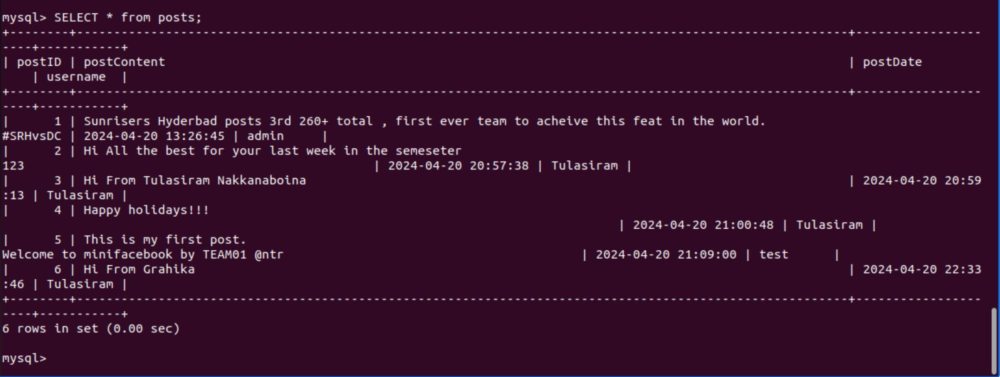 mysql> SELECT * from posts;
+--------+--------------------------------------------------------------------------------------------------------+-----------------
----+-----------+
| postID | postContent                                                                                            | postDate
    | username  |
+--------+--------------------------------------------------------------------------------------------------------+-----------------
----+-----------+
|      1 | Sunrisers Hyderbad posts 3rd 260+ total , first ever team to acheive this feat in the world.
#SRHvsDC | 2024-04-20 13:26:45 | admin     |
|      2 | Hi All the best for your last week in the semeseter
123                                               | 2024-04-20 20:57:38 | Tulasiram |
|      3 | Hi From Tulasiram Nakkanaboina                                                                         | 2024-04-20 20:59
:13 | Tulasiram |
|      4 | Happy holidays!!!
                                                                                   | 2024-04-20 21:00:48 | Tulasiram |
|      5 | This is my first post.
Welcome to minifacebook by TEAM01 @ntr                                        | 2024-04-20 21:09:00 | test      |
|      6 | Hi From Grahika                                                                                        | 2024-04-20 22:33
:46 | Tulasiram |
+--------+--------------------------------------------------------------------------------------------------------+-----------------
----+-----------+
6 rows in set (0.00 sec)
mysql>